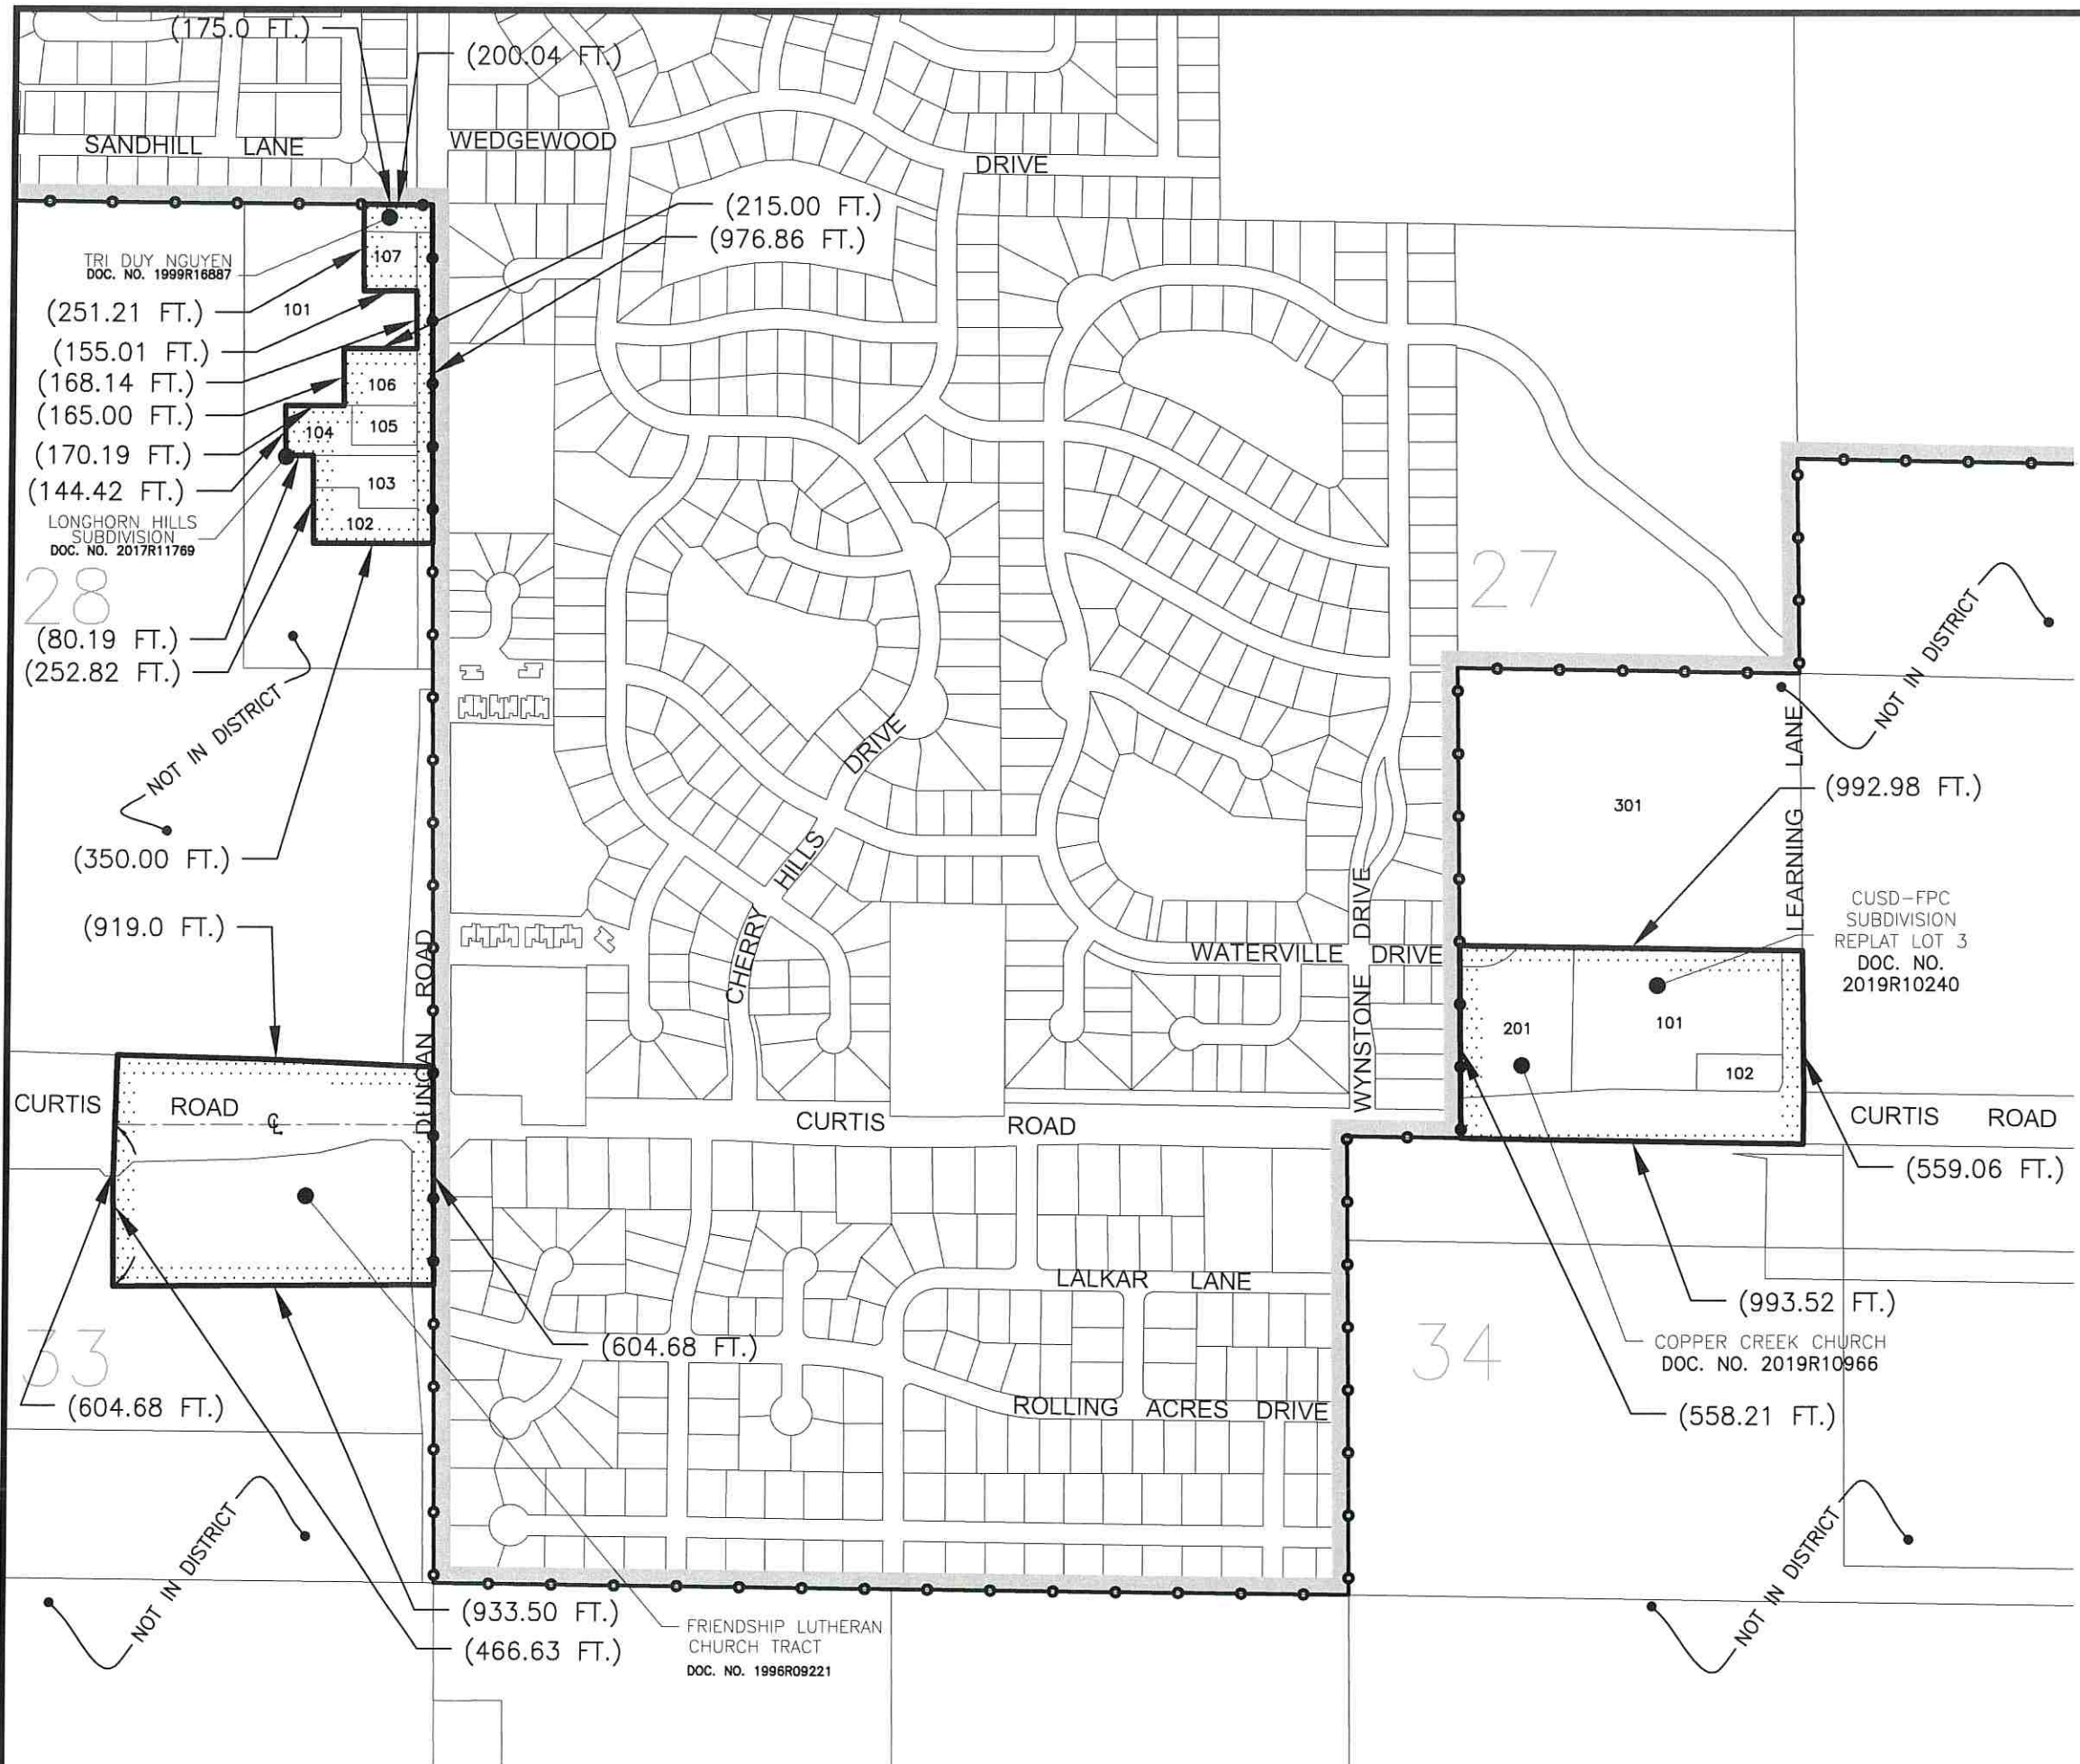 (175.0 FT.)
(200.04 FT.)
SANDHILL LANE
WEDGEWOOD
DRIVE
(215.00 FT.)
(976.86 FT.)
TRI DUY NGUYEN
DOC. NO. 1999R16887
107
101
(251.21 FT.)
(155.01 FT.)
(168.14 FT.)
106
(165.00 FT.)
105
104
(170.19 FT.)
103
(144.42 FT.)
LONGHORN HILLS
SUBDIVISION
DOC. NO. 2017R11769
102
28
27
(80.19 FT.)
(252.82 FT.)
NOT IN DISTRICT
NOT IN DISTRICT
DRIVE
LEARNING LANE
(992.98 FT.)
301
(350.00 FT.)
HILLS
CHERRY
(919.0 FT.)
DUNCAN ROAD
WATERVILLE DRIVE
WYNSTONE DRIVE
CUSD-FPC
SUBDIVISION
REPLAT LOT 3
DOC. NO.
2019R10240
201
101
102
CURTIS ROAD
CL
CURTIS ROAD
CURTIS ROAD
(559.06 FT.)
LALKAR LANE
(993.52 FT.)
33
(604.68 FT.)
34
COPPER CREEK CHURCH
DOC. NO. 2019R10966
(604.68 FT.)
ROLLING ACRES DRIVE
(558.21 FT.)
NOT IN DISTRICT
NOT IN DISTRICT
(933.50 FT.)
(466.63 FT.)
FRIENDSHIP LUTHERAN
CHURCH TRACT
DOC. NO. 1996R09221